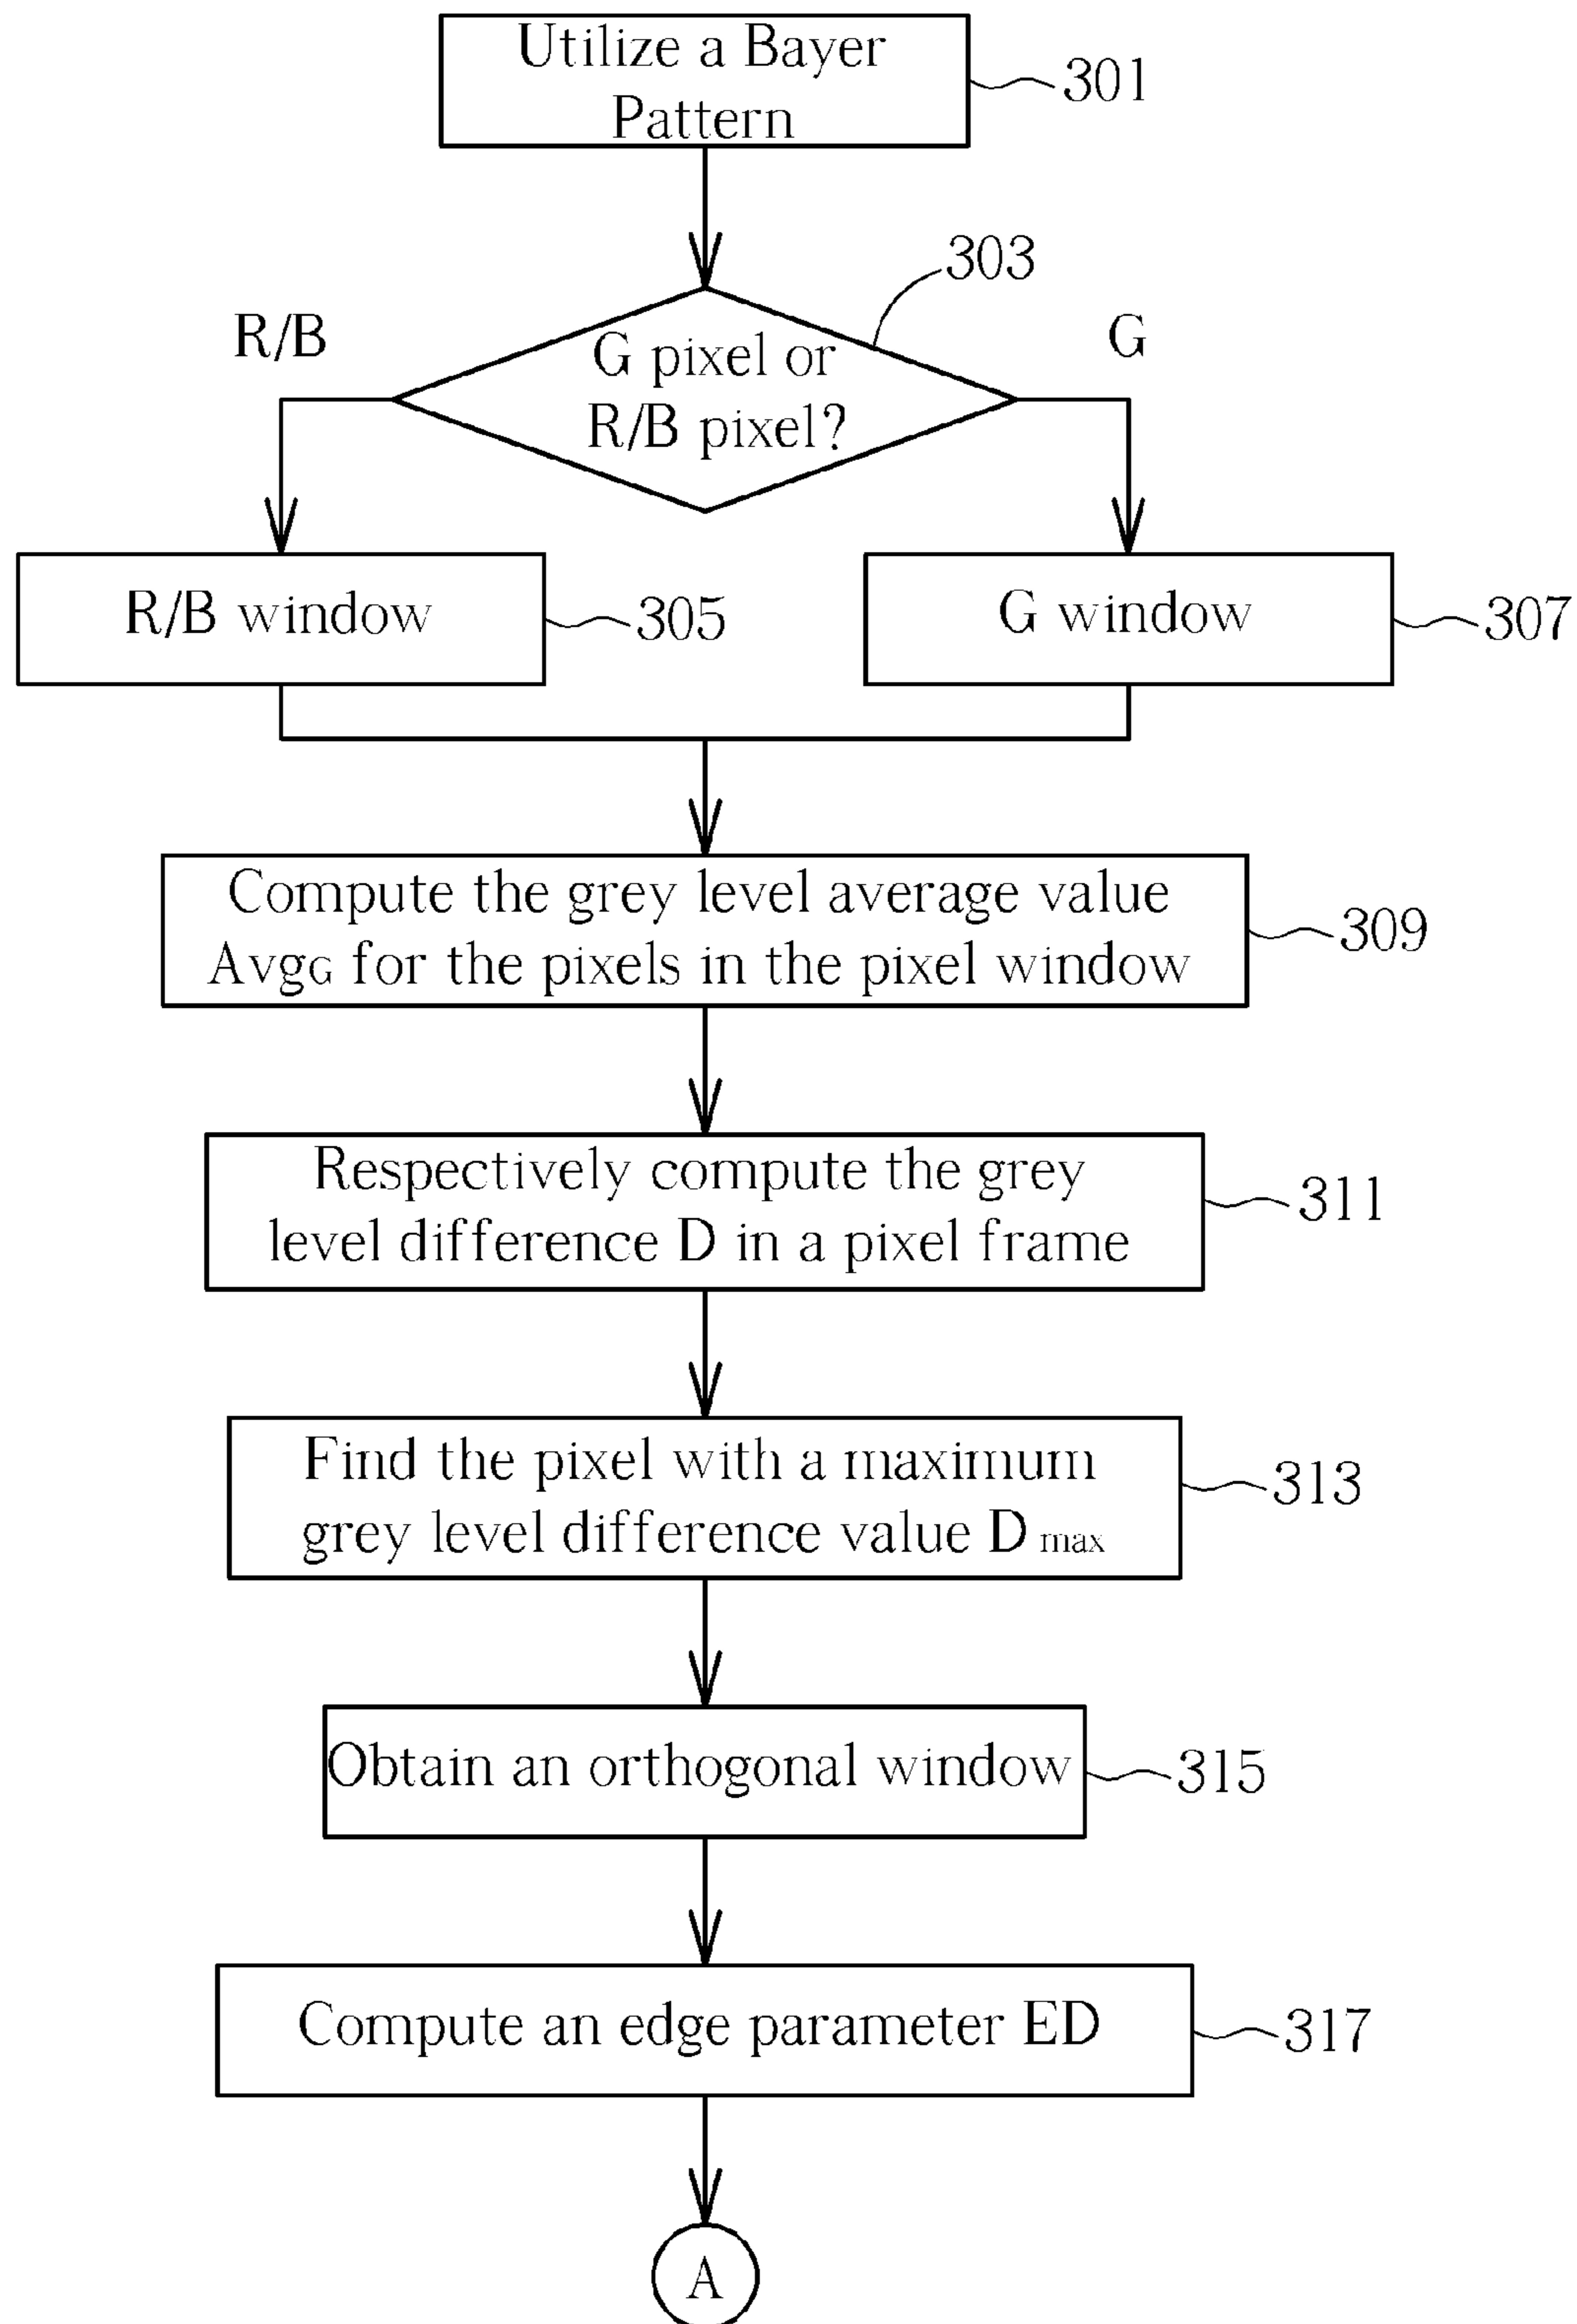 Utilize a Bayer
Pattern
301
303
R/B
G
G pixel or
R/B pixel?
R/B window
305
G window
307
Compute the grey level average value
AvgG for the pixels in the pixel window
309
Respectively compute the grey
level difference D in a pixel frame
311
Find the pixel with a maximum
grey level difference value D max
313
Obtain an orthogonal window
315
Compute an edge parameter ED
317
A